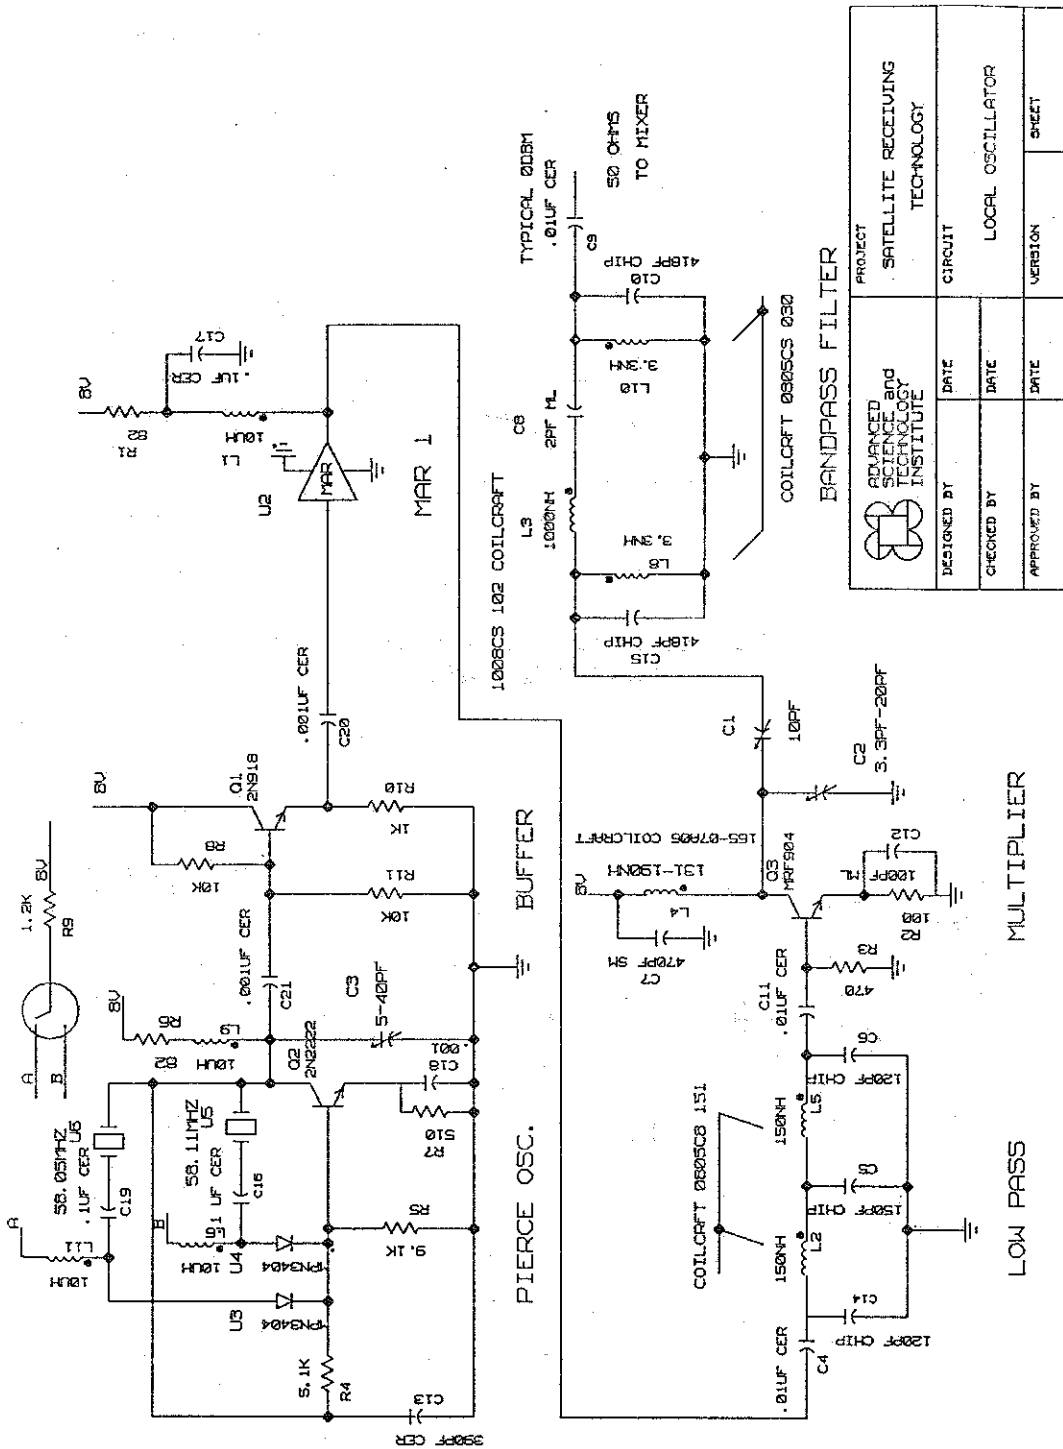 A
B
1.2K
R9
8V
A
L11
10UH
58.05MHZ
U6
.1UF CER
C19
58.11MHZ
U5
.1 UF CER
C16
B
10UH
U4
1PN3404
U3
1PN3404
8V
R6
82
L9
10UH
Q2
2N2222
.001UF CER
C21
C3
5-40PF
.001
C18
R7
510
R5
9.1K
5.1K
R4
C13
390PF CER
PIERCE OSC.
8V
Q1
2N918
R8
10K
R11
10K
R10
1K
BUFFER
.001UF CER
C20
8V
R1
82
C17
.1UF CER
L1
10UH
U2
MAR
MAR 1
1008CS 102 COILCRAFT
L3
1000NH
C8
2PF ML
L8
3.3NH
L10
3.3NH
C15
418PF CHIP
C10
418PF CHIP
TYPICAL 0DBM
.01UF CER
C9
50 OHMS
TO MIXER
COILCRFT 0805CS 030
BANDPASS FILTER
COILCRAFT 0805C8 151
150NH
L2
150NH
L5
.01UF CER
C4
C14
120PF CHIP
150PF CHIP
C6
120PF CHIP
LOW PASS
.01UF CER
C11
R3
470
8V
C7
470PF SM
L4
131-190NH
165-07A06 COILCRAFT
Q3
MRF904
C12
100PF ML
R2
100
C1
10PF
C2
3.3PF-20PF
MULTIPLIER
ADVANCED
SCIENCE and
TECHNOLOGY
INSTITUTE
PROJECT
SATELLITE RECEIVING
TECHNOLOGY
DESIGNED BY
DATE
CIRCUIT
LOCAL OSCILLATOR
CHECKED BY
DATE
APPROVED BY
DATE
VERSION
SHEET